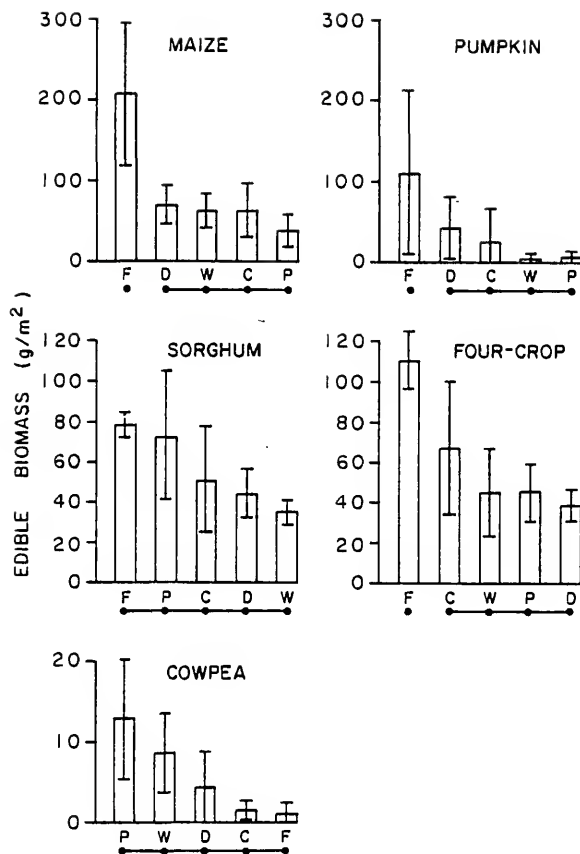 MAIZE
300
200
100
0
F D W C P
PUMPKIN
300
200
100
0
F D C W P
EDIBLE BIOMASS (g/m²)
SORGHUM
120
100
80
60
40
20
0
F P C D W
FOUR-CROP
120
100
80
60
40
20
0
F C W P D
COWPEA
20
10
0
P W D C F